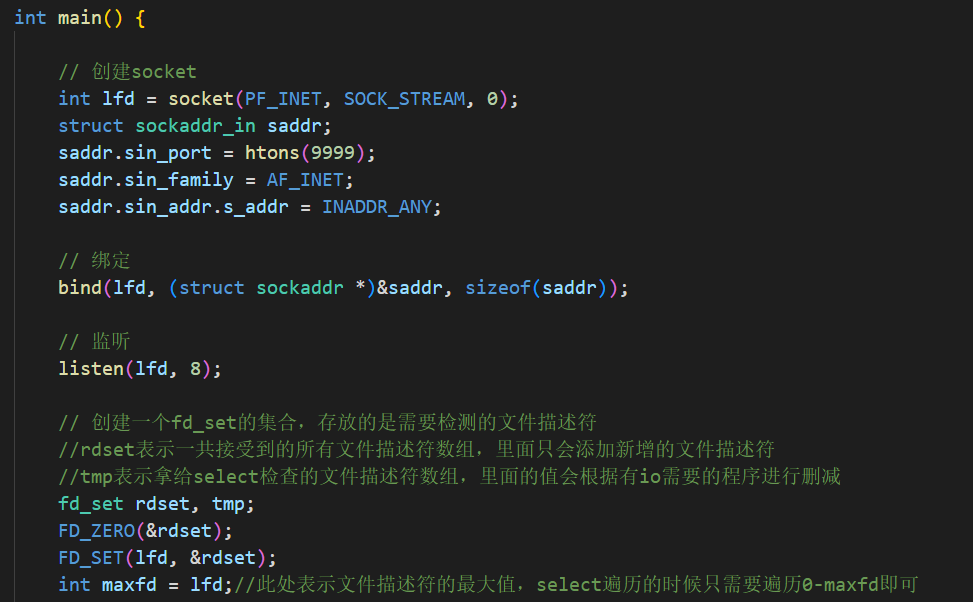 int main() {
// 创建socket
int lfd = socket(PF_INET, SOCK_STREAM, 0);
struct sockaddr_in saddr;
saddr.sin_port = htons(9999);
saddr.sin_family = AF_INET;
saddr.sin_addr.s_addr = INADDR_ANY;
// 绑定
bind(lfd, (struct sockaddr *)&saddr, sizeof(saddr));
// 监听
listen(lfd, 8);
// 创建一个fd_set的集合，存放的是需要检测的文件描述符
//rdset表示一共接受到的所有文件描述符数组，里面只会添加新增的文件描述符
//tmp表示拿给select检查的文件描述符数组，里面的值会根据有io需要的程序进行删减
fd_set rdset, tmp;
FD_ZERO(&rdset);
FD_SET(lfd, &rdset);
int maxfd = lfd;//此处表示文件描述符的最大值，select遍历的时候只需要遍历0-maxfd即可